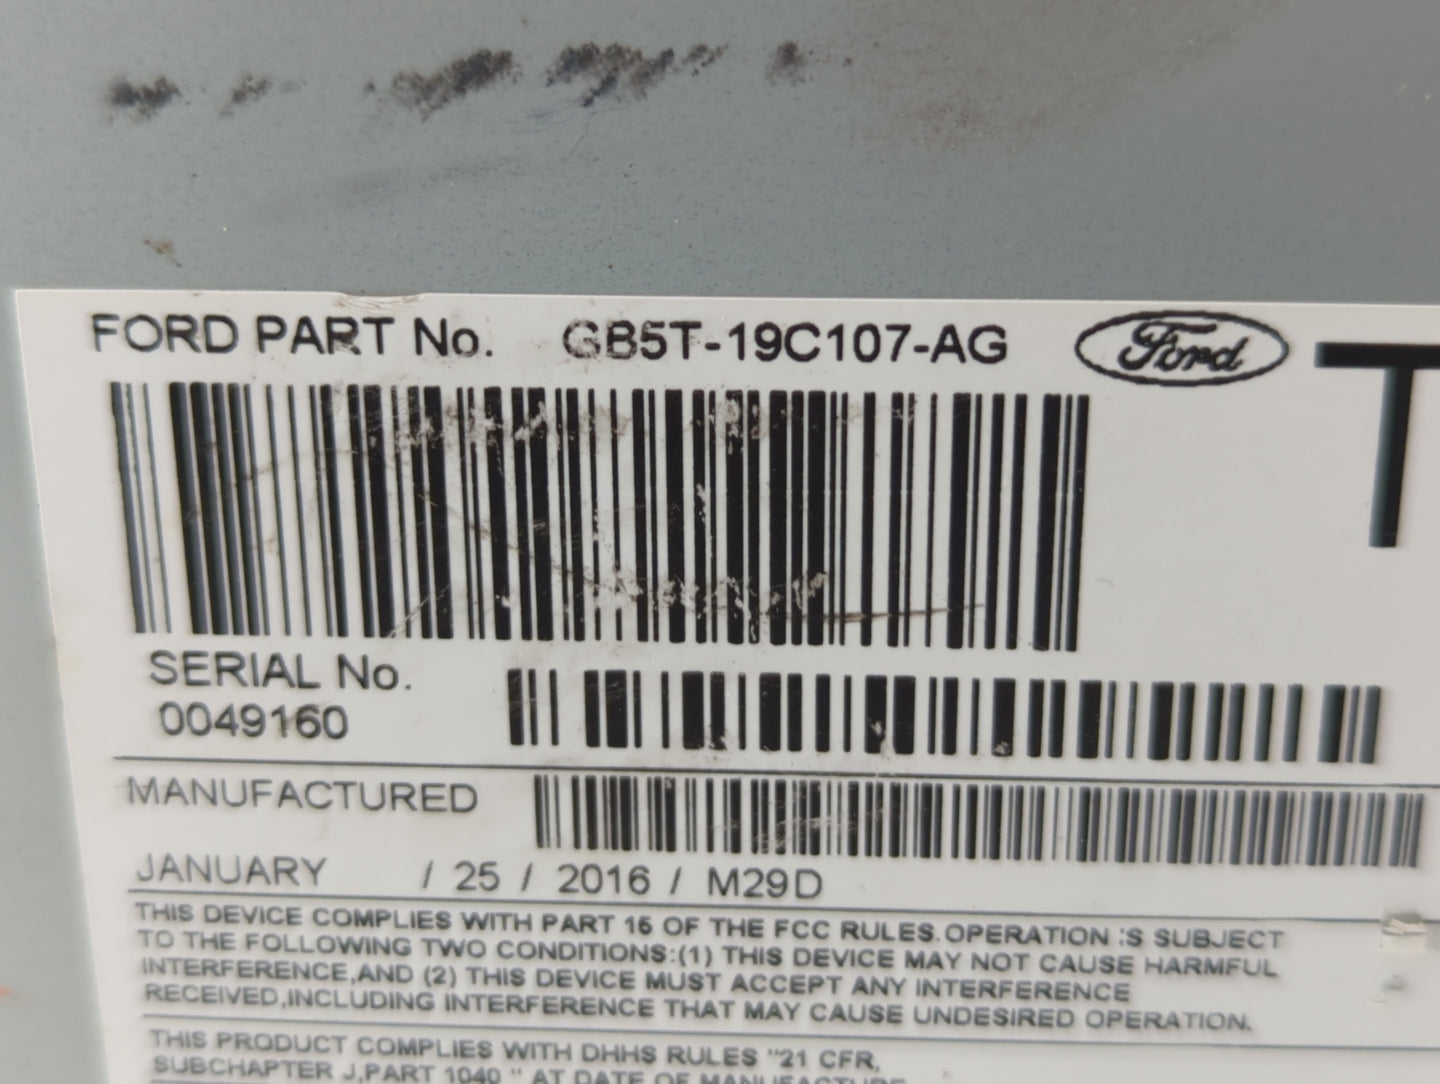 FORD PART No. GB5T-19C107-AG Ford T
SERIAL No.
0049160
MANUFACTURED
JANUARY / 25 / 2016 / M29D
THIS DEVICE COMPLIES WITH PART 15 OF THE FCC RULES.OPERATION IS SUBJECT
TO THE FOLLOWING TWO CONDITIONS:(1) THIS DEVICE MAY NOT CAUSE HARMFUL
INTERFERENCE,AND (2) THIS DEVICE MUST ACCEPT ANY INTERFERENCE
RECEIVED,INCLUDING INTERFERENCE THAT MAY CAUSE UNDESIRED OPERATION.
THIS PRODUCT COMPLIES WITH DHHS RULES "21 CFR,
SUBCHAPTER J,PART 1040 " AT DATE OF MANUFACTURE